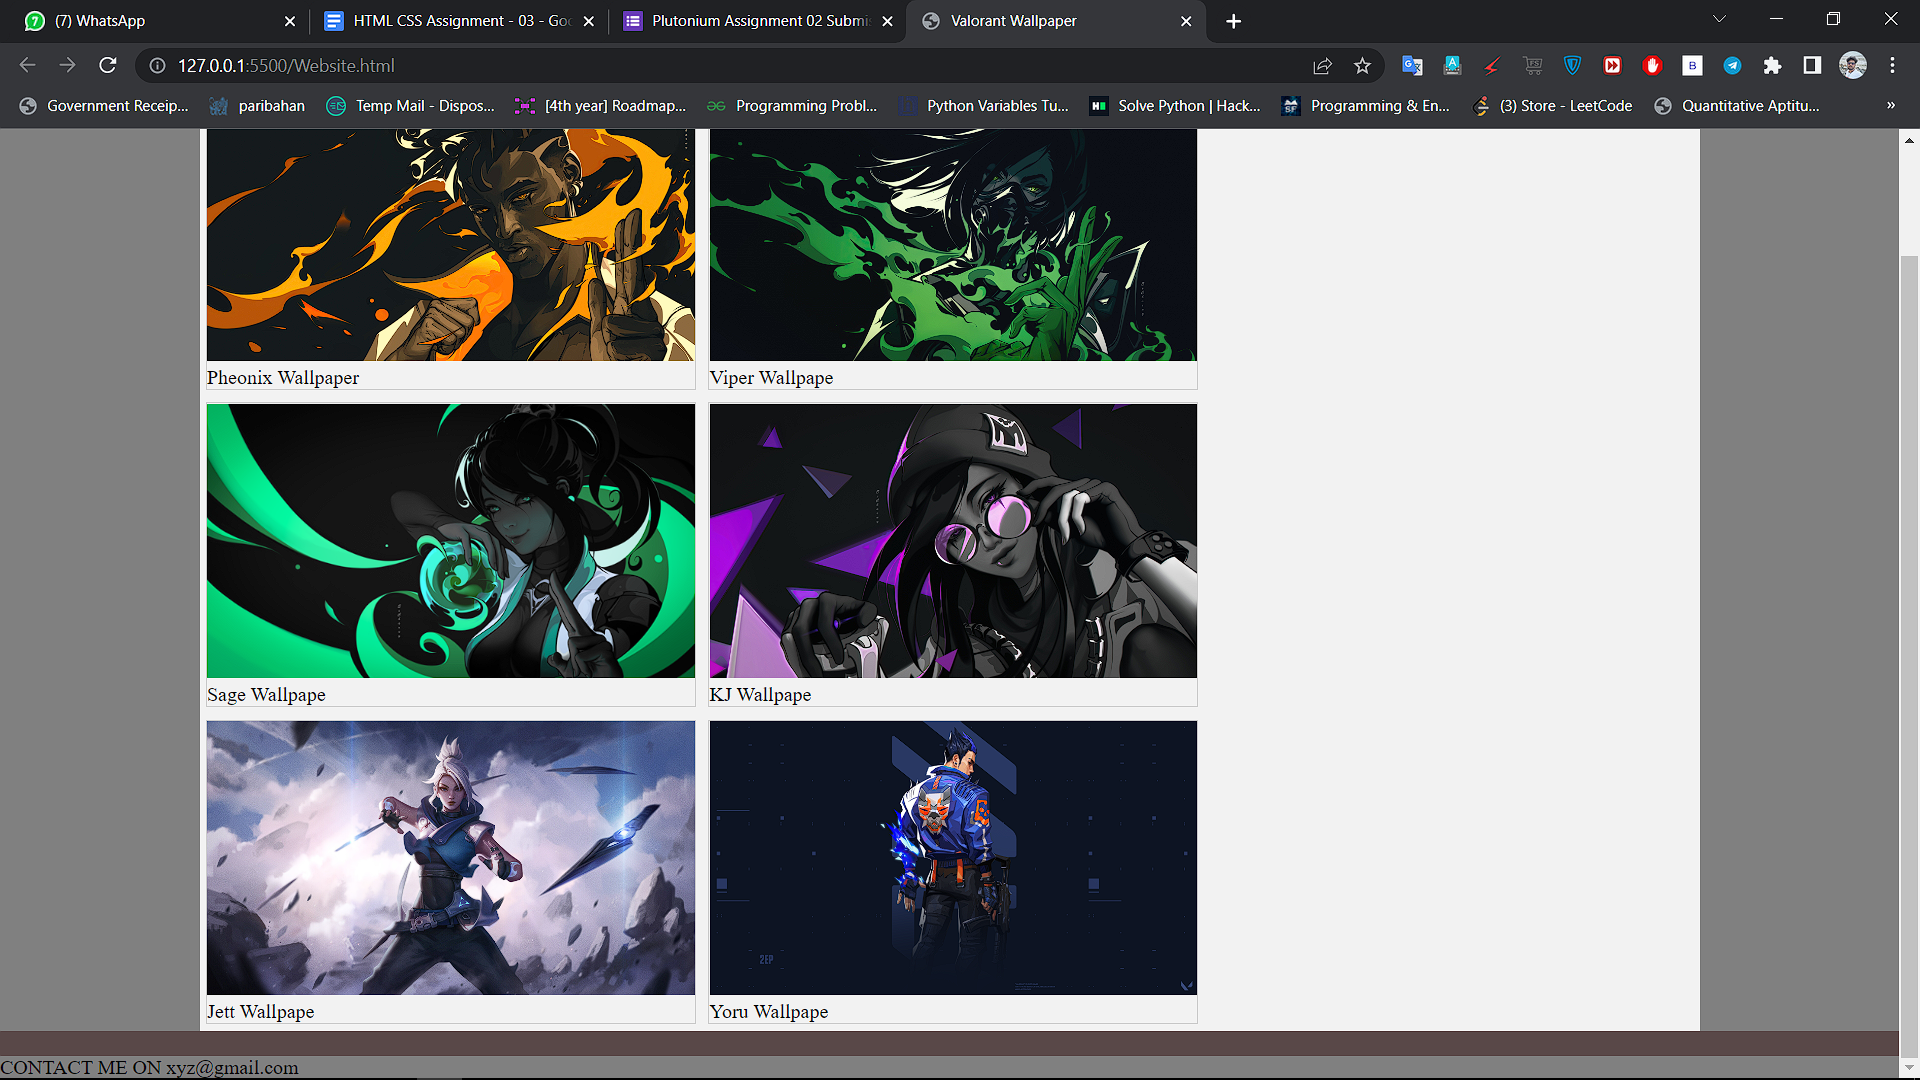 (7) WhatsApp
HTML CSS Assignment - 03 - Goo
Plutonium Assignment 02 Submis
Valorant Wallpaper
127.0.0.1:5500/Website.html
Government Receip...
paribahan
Temp Mail - Dispos...
[4th year] Roadmap...
Programming Probl...
Python Variables Tu...
Solve Python | Hack...
Programming & En...
(3) Store - LeetCode
Quantitative Aptitu...
»
Pheonix Wallpaper
Viper Wallpape
Sage Wallpape
KJ Wallpape
2EP
Jett Wallpape
Yoru Wallpape
CONTACT ME ON xyz@gmail.com